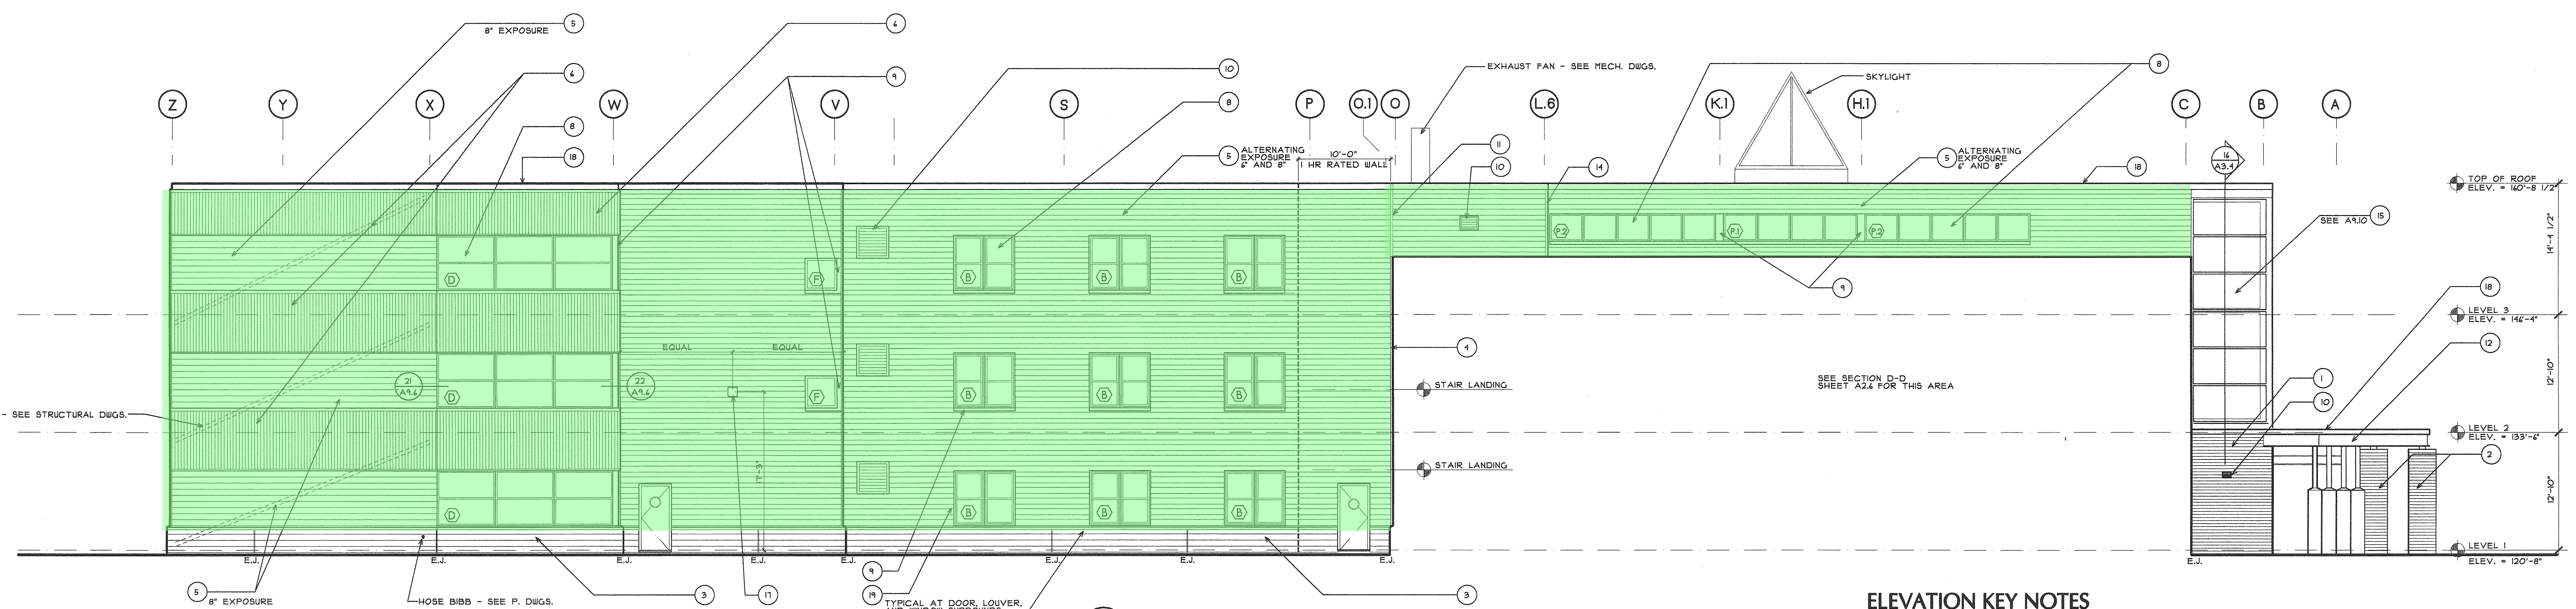 5
8" EXPOSURE
6
6
9
10
8
EXHAUST FAN - SEE MECH. DWGS.
SKYLIGHT
8
Z
Y
X
W
V
S
P
O.1
O
L.6
K.1
H.1
C
B
A
8
18
5
ALTERNATING
EXPOSURE
6" AND 8"
10'-0"
1 HR RATED WALL
11
10
14
5
ALTERNATING
EXPOSURE
6" AND 8"
18
16
A3.4
TOP OF ROOF
ELEV. = 160'-8 1/2"
SEE A9.10
15
P.2
P.1
P.2
14'-4 1/2"
D
F
B
B
B
9
18
LEVEL 3
ELEV. = 146'-4"
EQUAL
EQUAL
4
12
12'-10"
21
A9.6
D
22
A9.6
F
B
B
B
STAIR LANDING
SEE SECTION D-D
SHEET A2.6 FOR THIS AREA
1
10
- SEE STRUCTURAL DWGS.
LEVEL 2
ELEV. = 133'-6"
2
STAIR LANDING
12'-10"
D
B
B
B
LEVEL 1
ELEV. = 120'-8"
E.J.
E.J.
E.J.
E.J.
E.J.
E.J.
E.J.
E.J.
E.J.
5
8" EXPOSURE
HOSE BIBB - SEE P. DWGS.
3
17
9
19
TYPICAL AT DOOR, LOUVER,
3
ELEVATION KEY NOTES